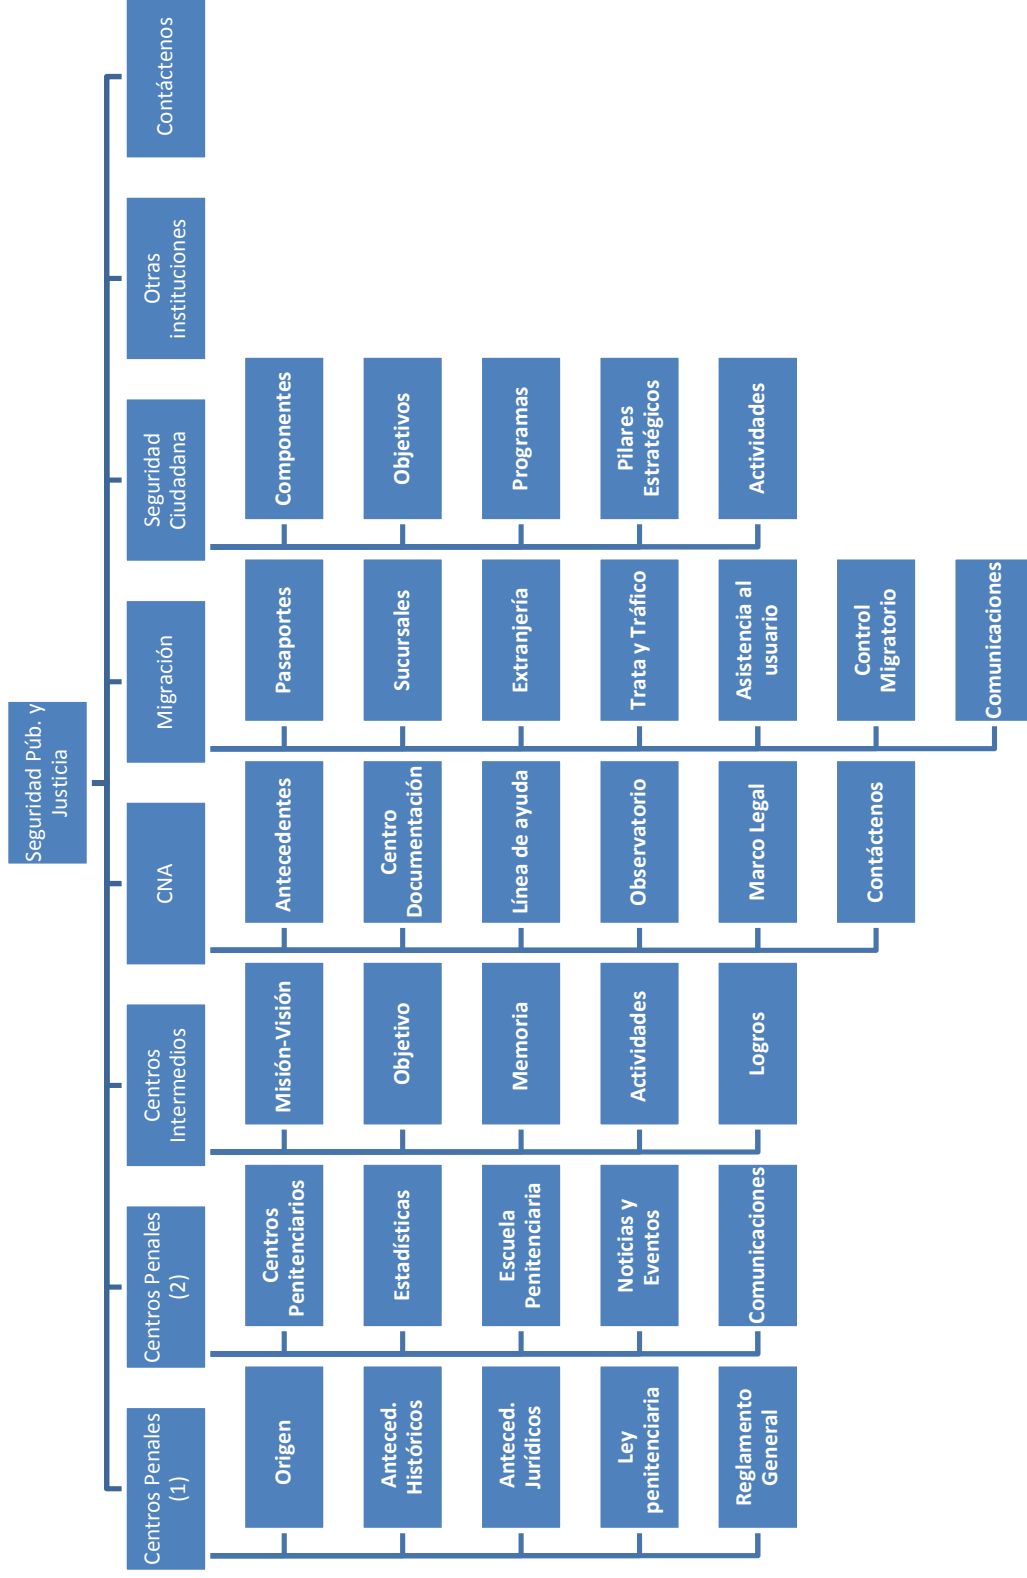 Seguridad Púb. y
Justicia
Centros Penales
(1)
Origen
Anteced.
Históricos
Anteced.
Jurídicos
Ley
penitenciaria
Reglamento
General
Centros Penales
(2)
Centros
Penitenciarios
Estadísticas
Escuela
Penitenciaria
Noticias y
Eventos
Comunicaciones
Centros
Intermedios
Misión-Visión
Objetivo
Memoria
Actividades
Logros
CNA
Antecedentes
Centro
Documentación
Línea de ayuda
Observatorio
Marco Legal
Contáctenos
Migración
Pasaportes
Sucursales
Extranjería
Trata y Tráfico
Asistencia al
usuario
Control
Migratorio
Comunicaciones
Seguridad
Ciudadana
Componentes
Objetivos
Programas
Pilares
Estratégicos
Actividades
Otras
instituciones
Contáctenos